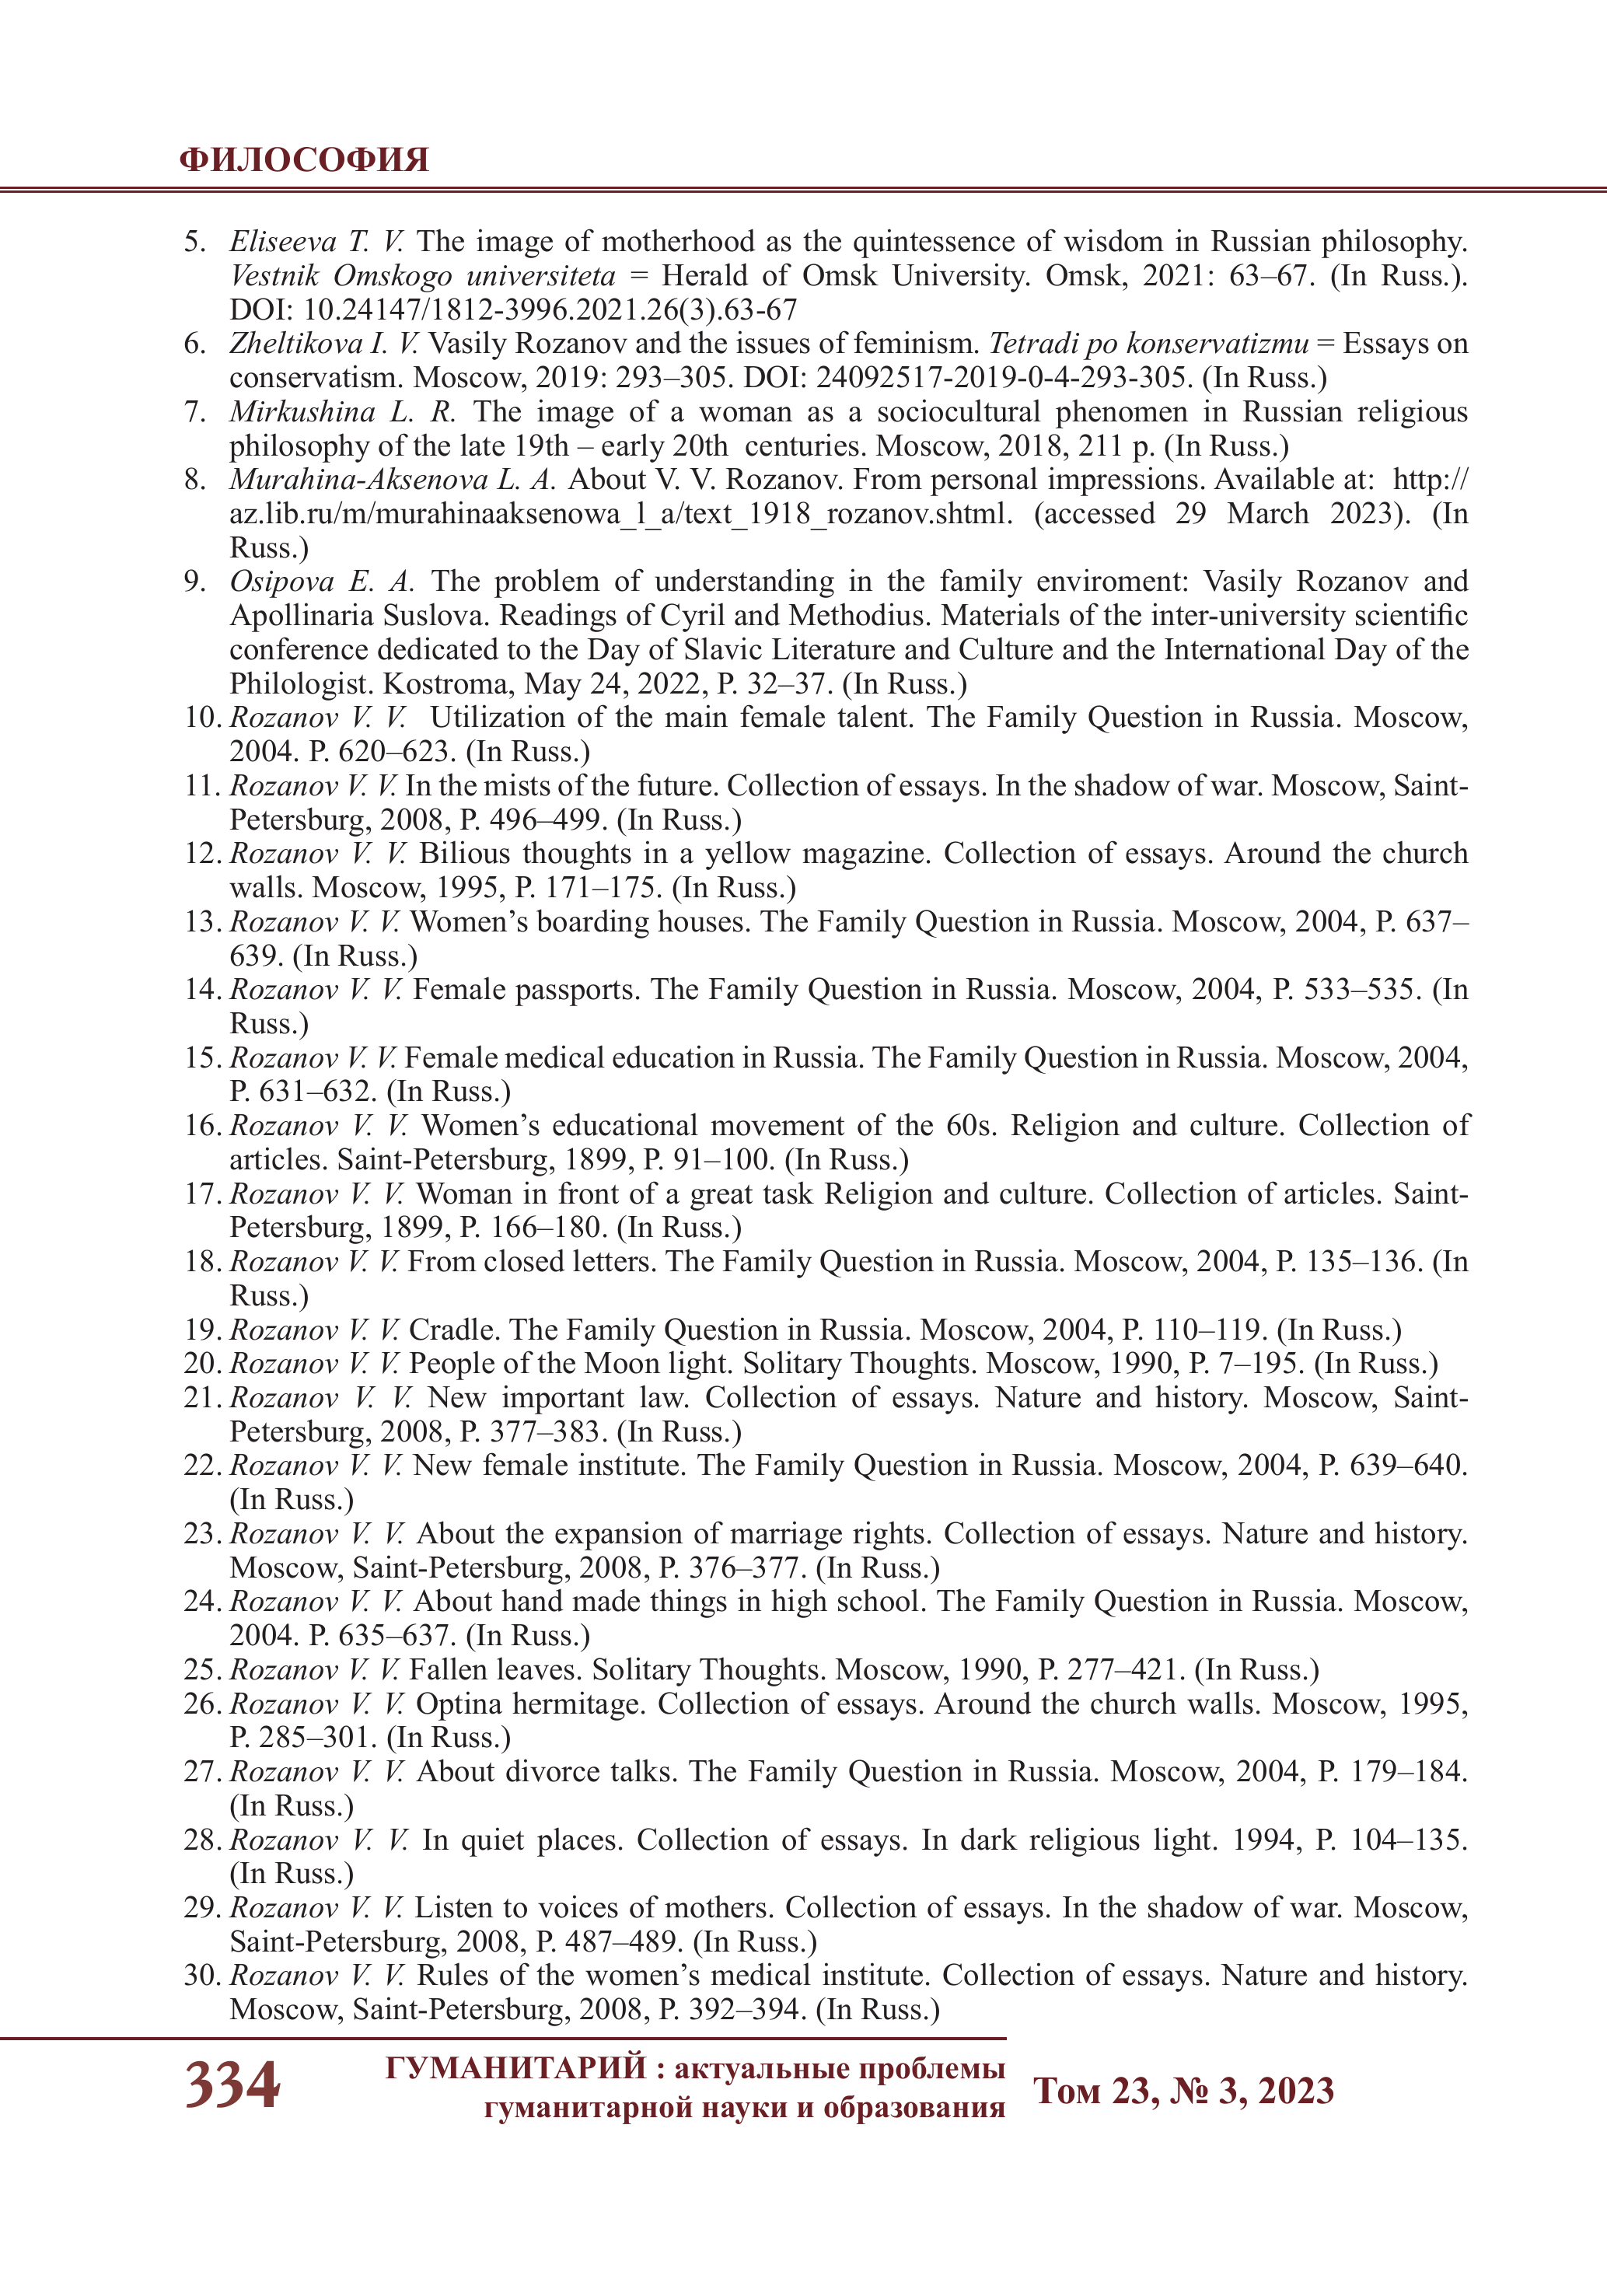 ФИЛОСОФИЯ
5. Eliseeva T. V. The image of motherhood as the quintessence of wisdom in Russian philosophy.
Vestnik Omskogo universiteta = Herald of Omsk University. Omsk, 2021: 63–67. (In Russ.).
DOI: 10.24147/1812-3996.2021.26(3).63-67
6. Zheltikova I. V. Vasily Rozanov and the issues of feminism. Tetradi po konservatizmu = Essays on
conservatism. Moscow, 2019: 293–305. DOI: 24092517-2019-0-4-293-305. (In Russ.)
7. Mirkushina L. R. The image of a woman as a sociocultural phenomen in Russian religious
philosophy of the late 19th – early 20th centuries. Moscow, 2018, 211 p. (In Russ.)
8. Murahina-Aksenova L. A. About V. V. Rozanov. From personal impressions. Available at: http://
az.lib.ru/m/murahinaaksenowa_l_a/text_1918_rozanov.shtml. (accessed 29 March 2023). (In
Russ.)
9. Osipova E. A. The problem of understanding in the family enviroment: Vasily Rozanov and
Apollinaria Suslova. Readings of Cyril and Methodius. Materials of the inter-university scientific
conference dedicated to the Day of Slavic Literature and Culture and the International Day of the
Philologist. Kostroma, May 24, 2022, P. 32–37. (In Russ.)
10. Rozanov V. V. Utilization of the main female talent. The Family Question in Russia. Moscow,
2004. P. 620–623. (In Russ.)
11. Rozanov V. V. In the mists of the future. Collection of essays. In the shadow of war. Moscow, Saint-
Petersburg, 2008, P. 496–499. (In Russ.)
12. Rozanov V. V. Bilious thoughts in a yellow magazine. Collection of essays. Around the church
walls. Moscow, 1995, P. 171–175. (In Russ.)
13. Rozanov V. V. Women’s boarding houses. The Family Question in Russia. Moscow, 2004, P. 637–
639. (In Russ.)
14. Rozanov V. V. Female passports. The Family Question in Russia. Moscow, 2004, P. 533–535. (In
Russ.)
15. Rozanov V. V. Female medical education in Russia. The Family Question in Russia. Moscow, 2004,
P. 631–632. (In Russ.)
16. Rozanov V. V. Women’s educational movement of the 60s. Religion and culture. Collection of
articles. Saint-Petersburg, 1899, P. 91–100. (In Russ.)
17. Rozanov V. V. Woman in front of a great task Religion and culture. Collection of articles. Saint-
Petersburg, 1899, P. 166–180. (In Russ.)
18. Rozanov V. V. From closed letters. The Family Question in Russia. Moscow, 2004, P. 135–136. (In
Russ.)
19. Rozanov V. V. Cradle. The Family Question in Russia. Moscow, 2004, P. 110–119. (In Russ.)
20. Rozanov V. V. People of the Moon light. Solitary Thoughts. Moscow, 1990, P. 7–195. (In Russ.)
21. Rozanov V. V. New important law. Collection of essays. Nature and history. Moscow, Saint-
Petersburg, 2008, P. 377–383. (In Russ.)
22. Rozanov V. V. New female institute. The Family Question in Russia. Moscow, 2004, P. 639–640.
(In Russ.)
23. Rozanov V. V. About the expansion of marriage rights. Collection of essays. Nature and history.
Moscow, Saint-Petersburg, 2008, P. 376–377. (In Russ.)
24. Rozanov V. V. About hand made things in high school. The Family Question in Russia. Moscow,
2004. P. 635–637. (In Russ.)
25. Rozanov V. V. Fallen leaves. Solitary Thoughts. Moscow, 1990, P. 277–421. (In Russ.)
26. Rozanov V. V. Optina hermitage. Collection of essays. Around the church walls. Moscow, 1995,
P. 285–301. (In Russ.)
27. Rozanov V. V. About divorce talks. The Family Question in Russia. Moscow, 2004, P. 179–184.
(In Russ.)
28. Rozanov V. V. In quiet places. Collection of essays. In dark religious light. 1994, P. 104–135.
(In Russ.)
29. Rozanov V. V. Listen to voices of mothers. Collection of essays. In the shadow of war. Moscow,
Saint-Petersburg, 2008, P. 487–489. (In Russ.)
30. Rozanov V. V. Rules of the women’s medical institute. Collection of essays. Nature and history.
Moscow, Saint-Petersburg, 2008, P. 392–394. (In Russ.)
334
ГУМАНИТАРИЙ : актуальные проблемы
гуманитарной науки и образования
Том 23, № 3, 2023